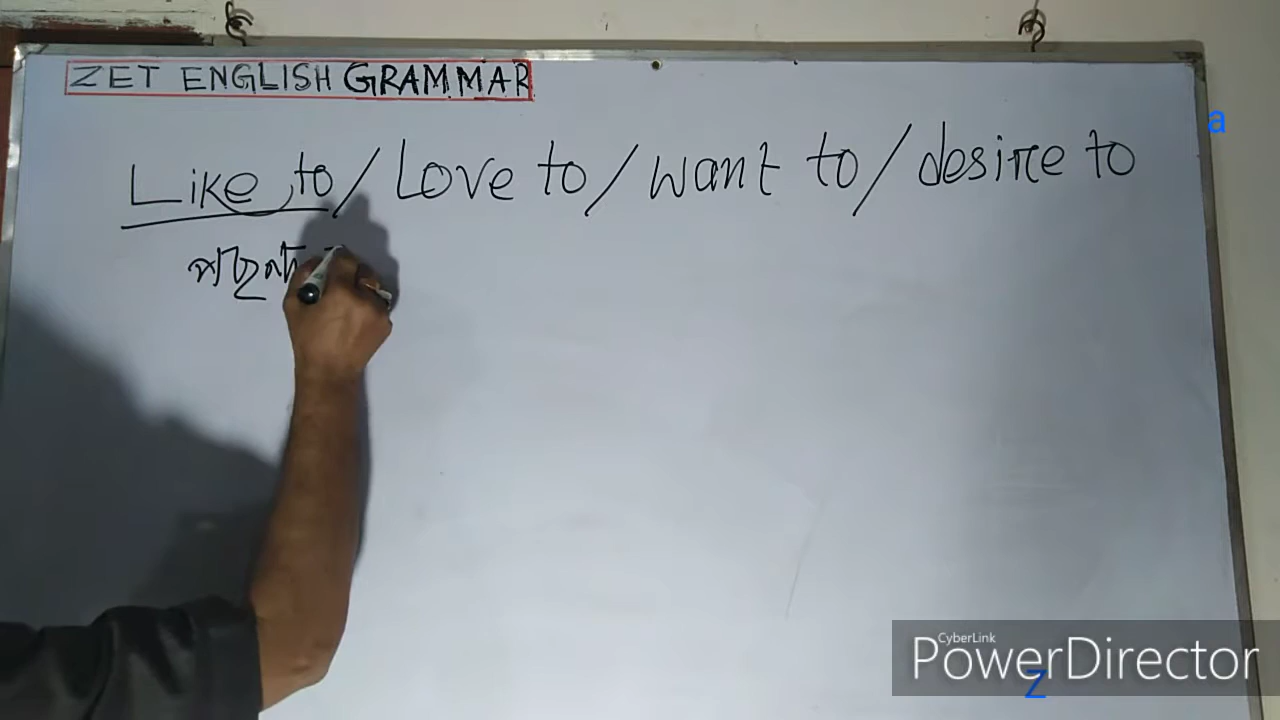 ZET ENGLISH GRAMMAR
Like to / Love to / want to / desire to
a
CyberLink
PowerDirector
Z